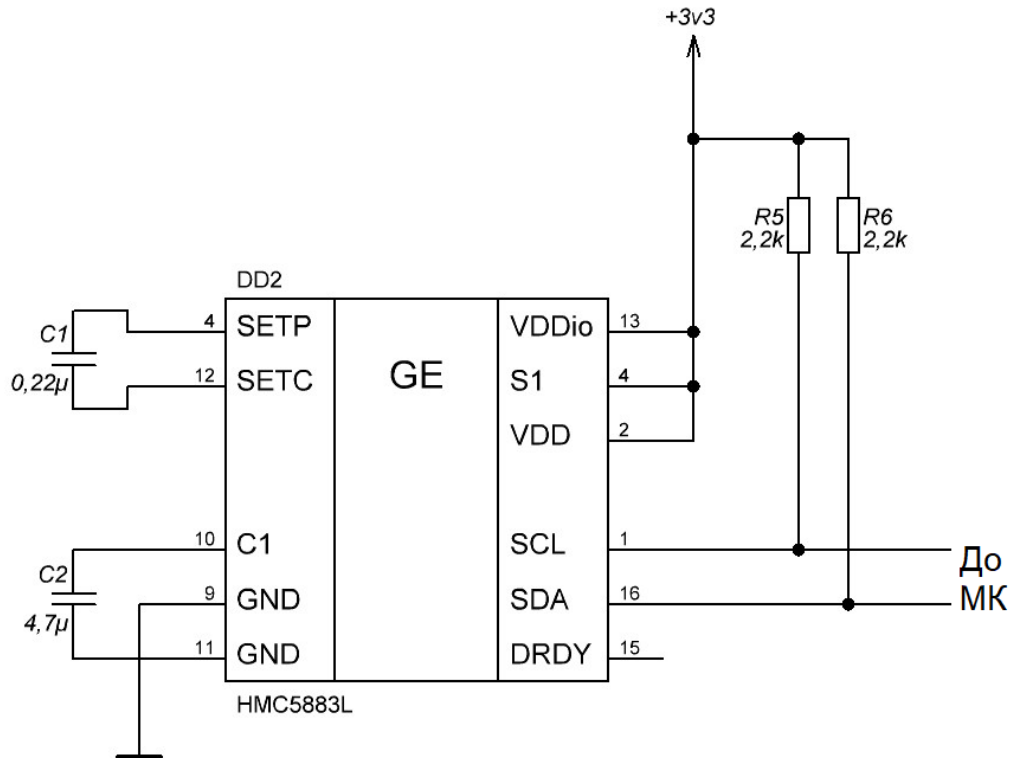 +3v3
R5
2,2k
R6
2,2k
DD2
C1
0,22µ
4
SETP
GE
VDDio
13
12
SETC
S1
4
VDD
2
C2
4,7µ
10
C1
SCL
1
До
МК
9
GND
SDA
16
11
GND
DRDY
15
HMC5883L